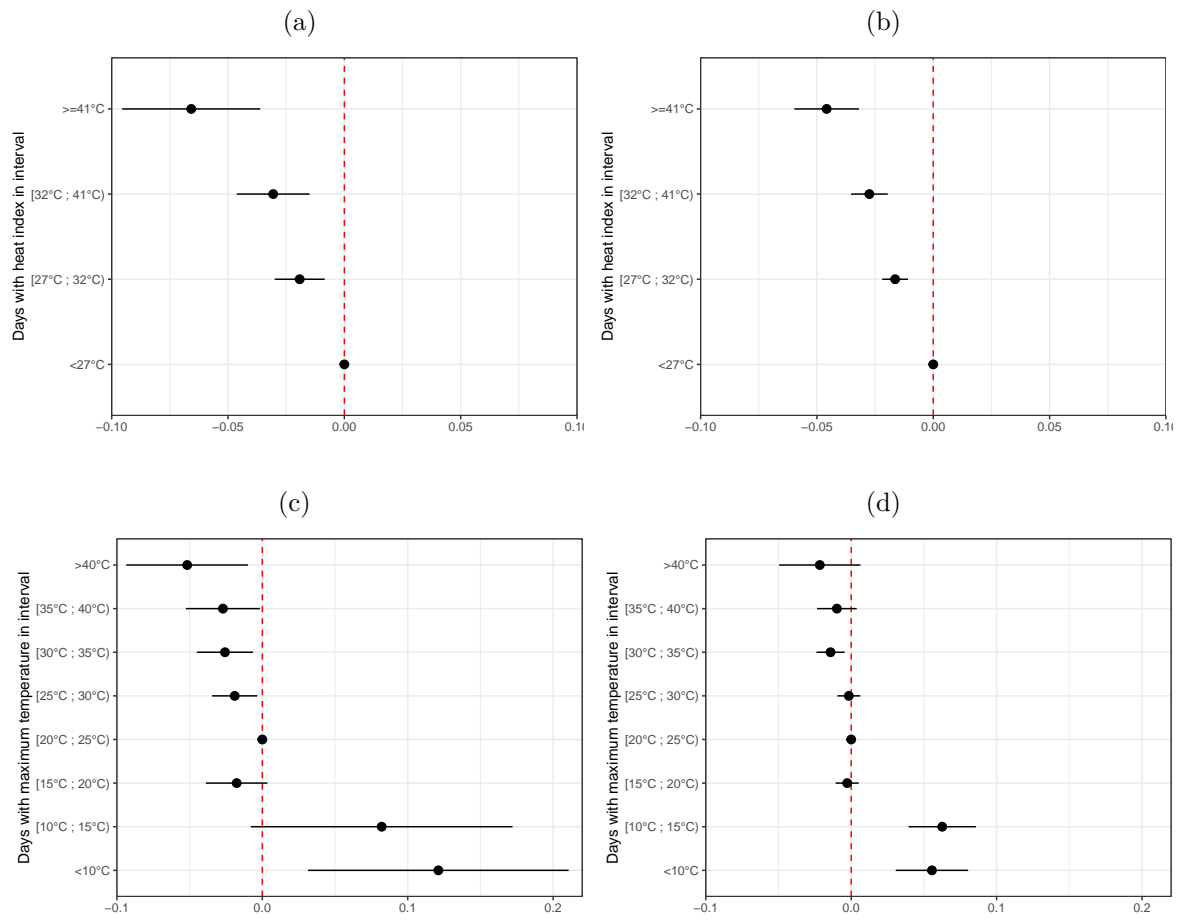 (a)
(b)
Days with heat index in interval
>=41°C
[32°C ; 41°C)
[27°C ; 32°C)
<27°C
−0.10
−0.05
0.00
0.05
0.1
Days with heat index in interval
>=41°C
[32°C ; 41°C)
[27°C ; 32°C)
<27°C
−0.10
−0.05
0.00
0.05
0.1
(c)
(d)
Days with maximum temperature in interval
>40°C
[35°C ; 40°C)
[30°C ; 35°C)
[25°C ; 30°C)
[20°C ; 25°C)
[15°C ; 20°C)
[10°C ; 15°C)
<10°C
−0.1
0.0
0.1
0.2
Days with maximum temperature in interval
>40°C
[35°C ; 40°C)
[30°C ; 35°C)
[25°C ; 30°C)
[20°C ; 25°C)
[15°C ; 20°C)
[10°C ; 15°C)
<10°C
−0.1
0.0
0.1
0.2